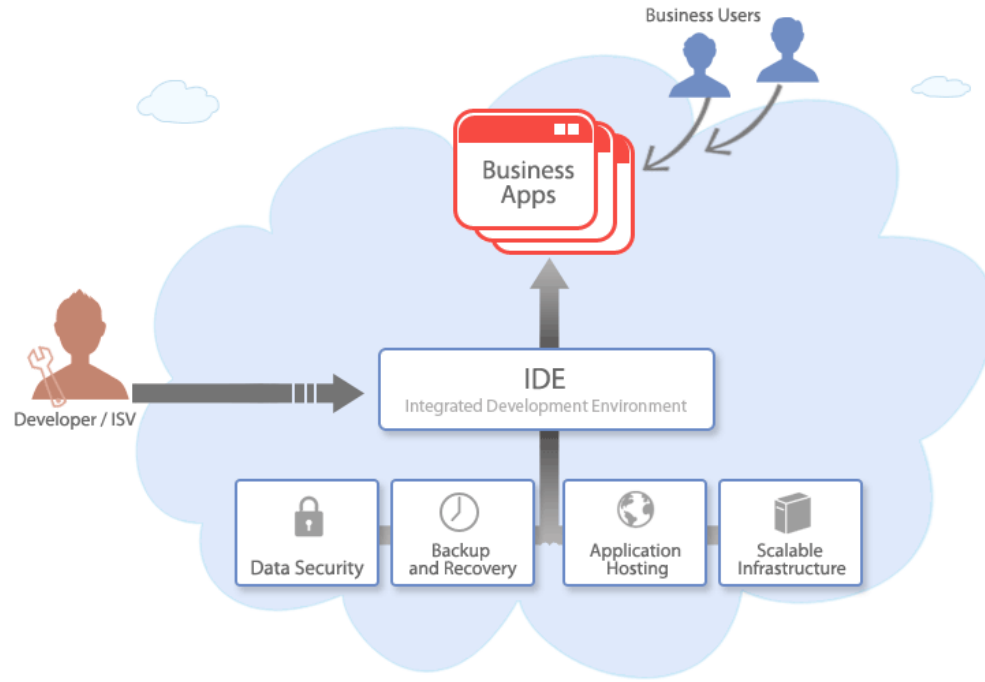 Business Users
Business
Apps
IDE
Integrated Development Environment
Developer / ISV
Data Security
Backup
and Recovery
Application
Hosting
Scalable
Infrastructure